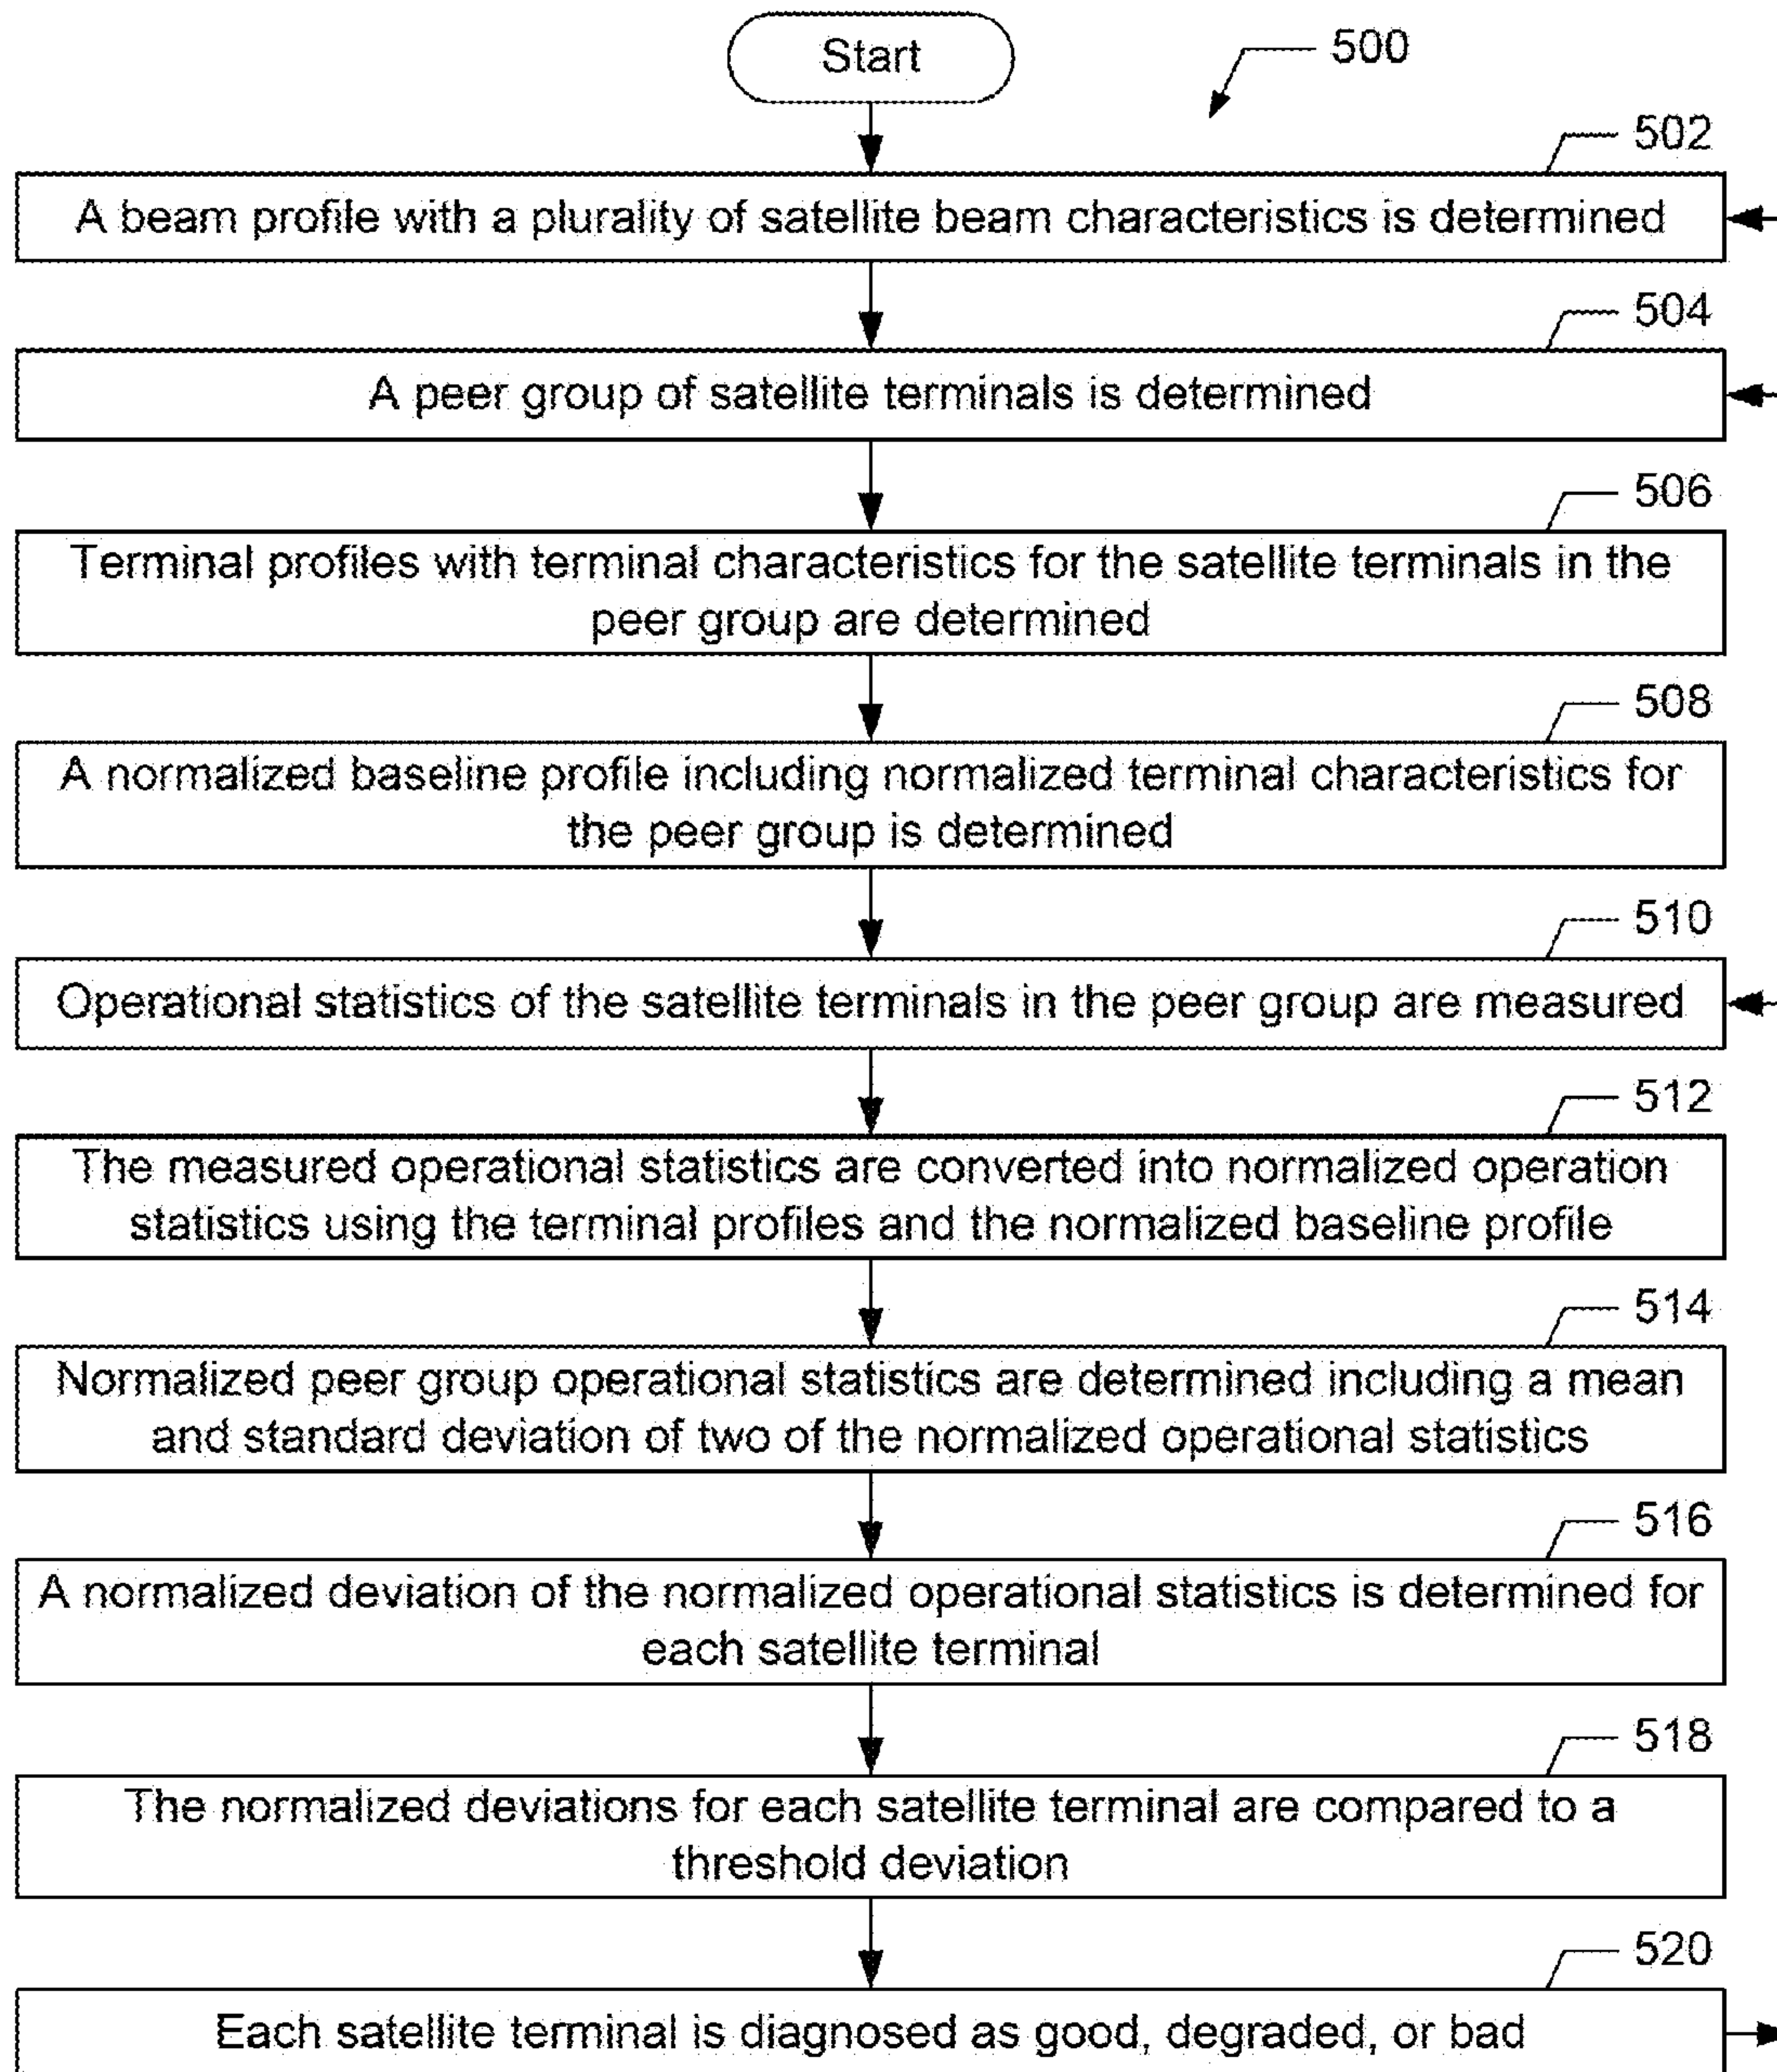 Start
500
502
A beam profile with a plurality of satellite beam characteristics is determined
504
A peer group of satellite terminals is determined
506
Terminal profiles with terminal characteristics for the satellite terminals in the
peer group are determined
508
A normalized baseline profile including normalized terminal characteristics for
the peer group is determined
510
Operational statistics of the satellite terminals in the peer group are measured
512
The measured operational statistics are converted into normalized operation
statistics using the terminal profiles and the normalized baseline profile
514
Normalized peer group operational statistics are determined including a mean
and standard deviation of two of the normalized operational statistics
516
A normalized deviation of the normalized operational statistics is determined for
each satellite terminal
518
The normalized deviations for each satellite terminal are compared to a
threshold deviation
520
Each satellite terminal is diagnosed as good, degraded, or bad